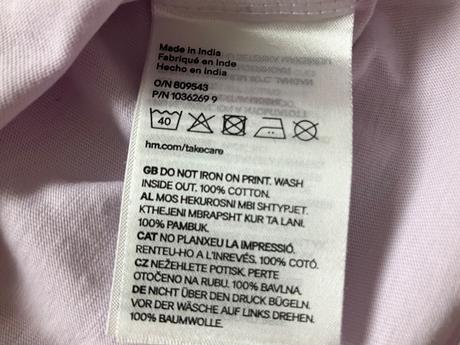 Made in India
Fabriqué en Inde
Hecho en India
O/N 809543
P/N 1036269 9
40
hm.com/takecare
GB DO NOT IRON ON PRINT. WASH
INSIDE OUT. 100% COTTON.
AL MOS HEKUROSNI MBI SHTYPJET.
KTHEJENI MBRAPSHT KUR TA LANI.
100% PAMBUK.
CAT NO PLANXEU LA IMPRESSIÓ.
RENTEU-HO A L'INREVÉS. 100% COTÓ.
CZ NEŽEHLETE POTISK. PERTE
OTOČENO NA RUBU. 100% BAVLNA.
DE NICHT ÜBER DEN DRUCK BÜGELN.
VOR DER WÄSCHE AUF LINKS DREHEN.
100% BAUMWOLLE.